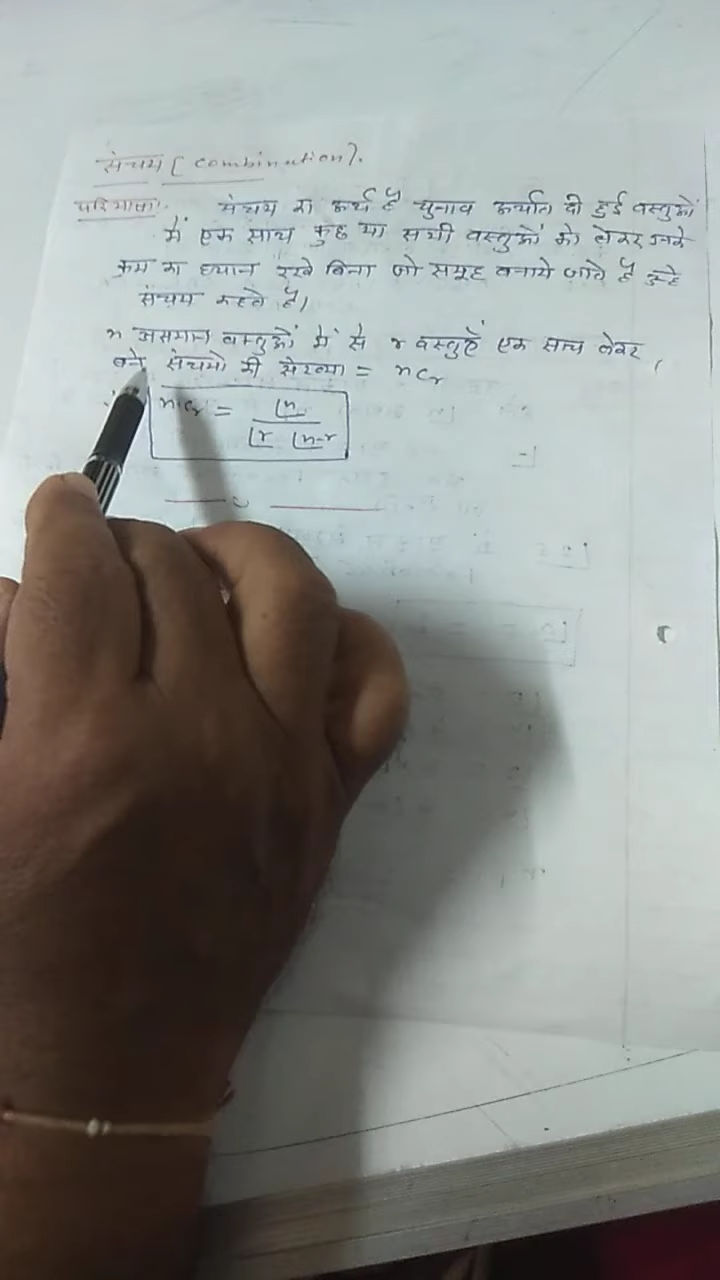 संचय ( combination ).
परिभाषा:- संचय का अर्थ है चुनाव अर्थात दी हुई वस्तुओं
में एक साथ कुछ या सभी वस्तुओं को लेकर उनके
क्रम का ध्यान रखे बिना जो समूह बनाये जाते है उन्हे
संचय कहते है।
n असमान वस्तुओं में से r वस्तुएँ एक साथ लेकर,
बने संचयो की संख्या = nCr
nCr = ⌊n / ⌊r ⌊n-r